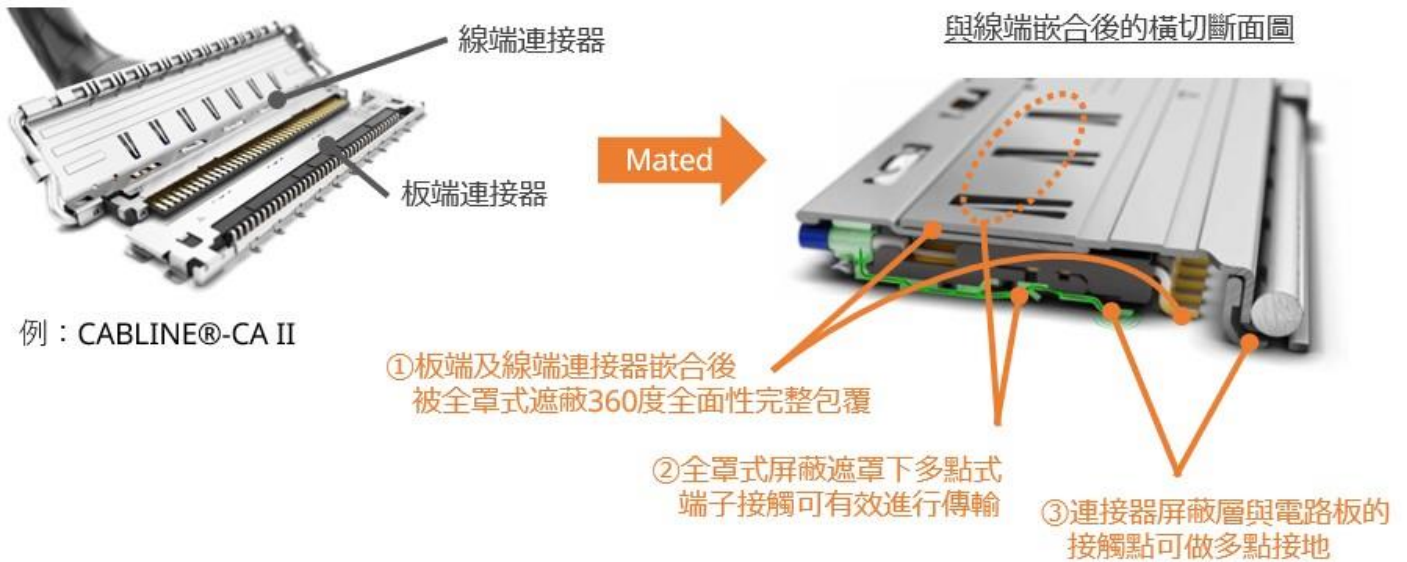 線端連接器
板端連接器
例：CABLINE®-CA II
Mated
與線端嵌合後的橫切斷面圖
①板端及線端連接器嵌合後
被全罩式遮蔽360度全面性完整包覆
②全罩式屏蔽遮罩下多點式
端子接觸可有效進行傳輸
③連接器屏蔽層與電路板的
接觸點可做多點接地